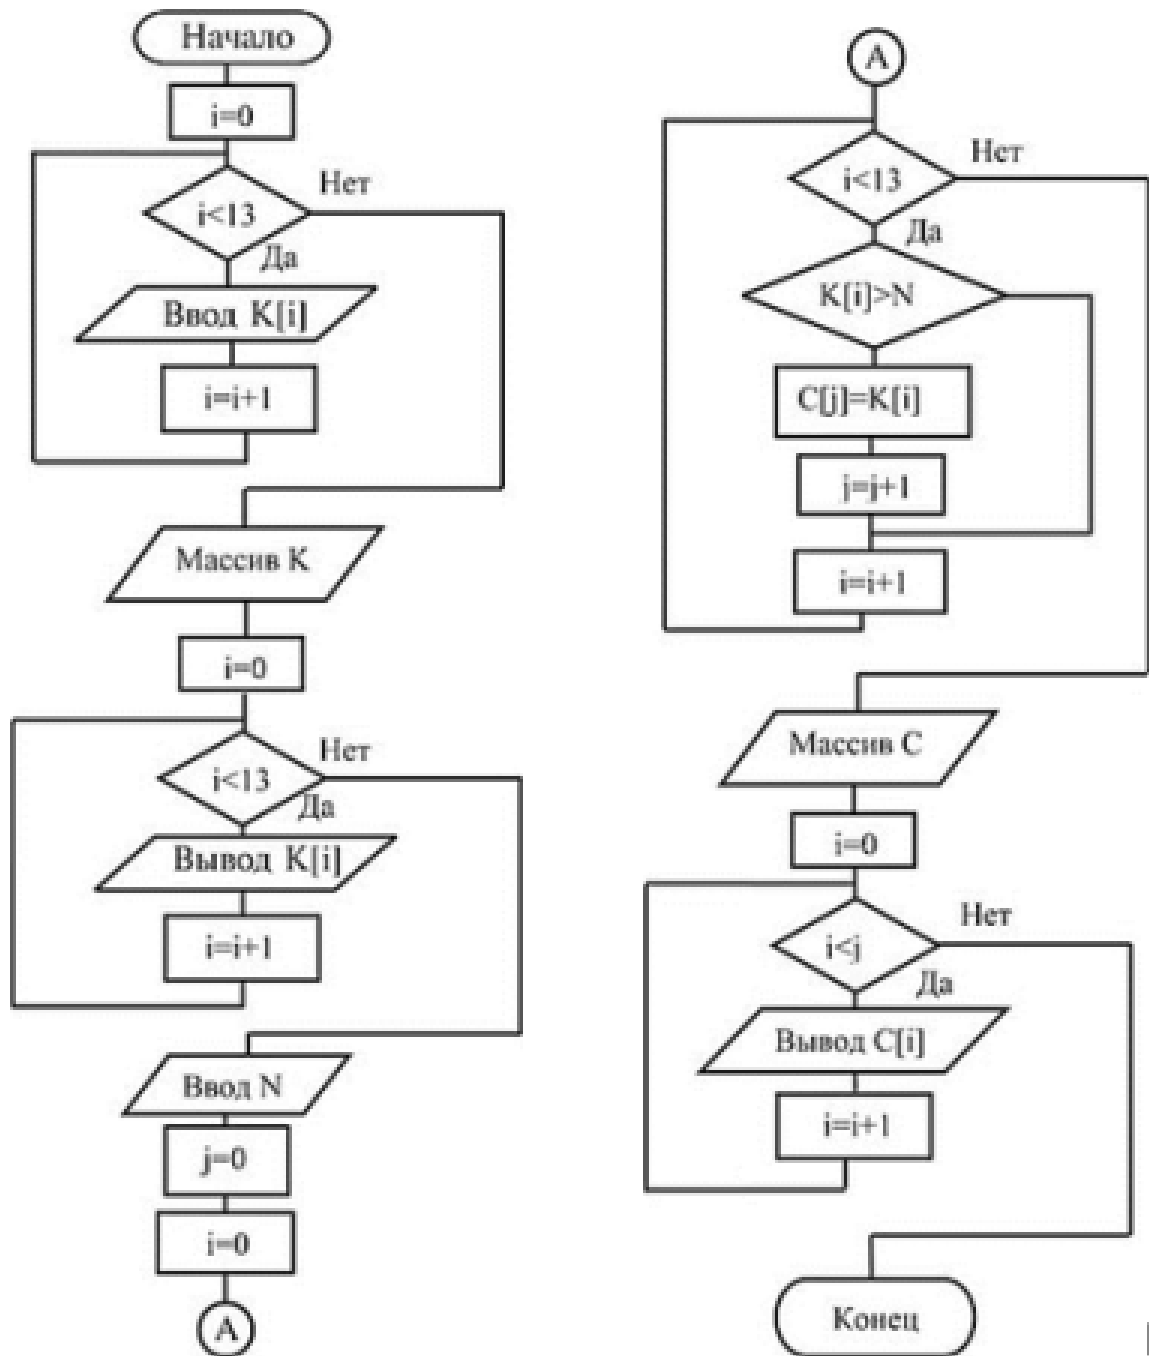 Начало
i=0
i<13
Нет
Да
Ввод K[i]
i=i+1
Массив K
i=0
i<13
Нет
Да
Вывод K[i]
i=i+1
Ввод N
j=0
i=0
A
A
i<13
Нет
Да
K[i]>N
C[j]=K[i]
j=j+1
i=i+1
Массив C
i=0
i<j
Нет
Да
Вывод C[i]
i=i+1
Конец